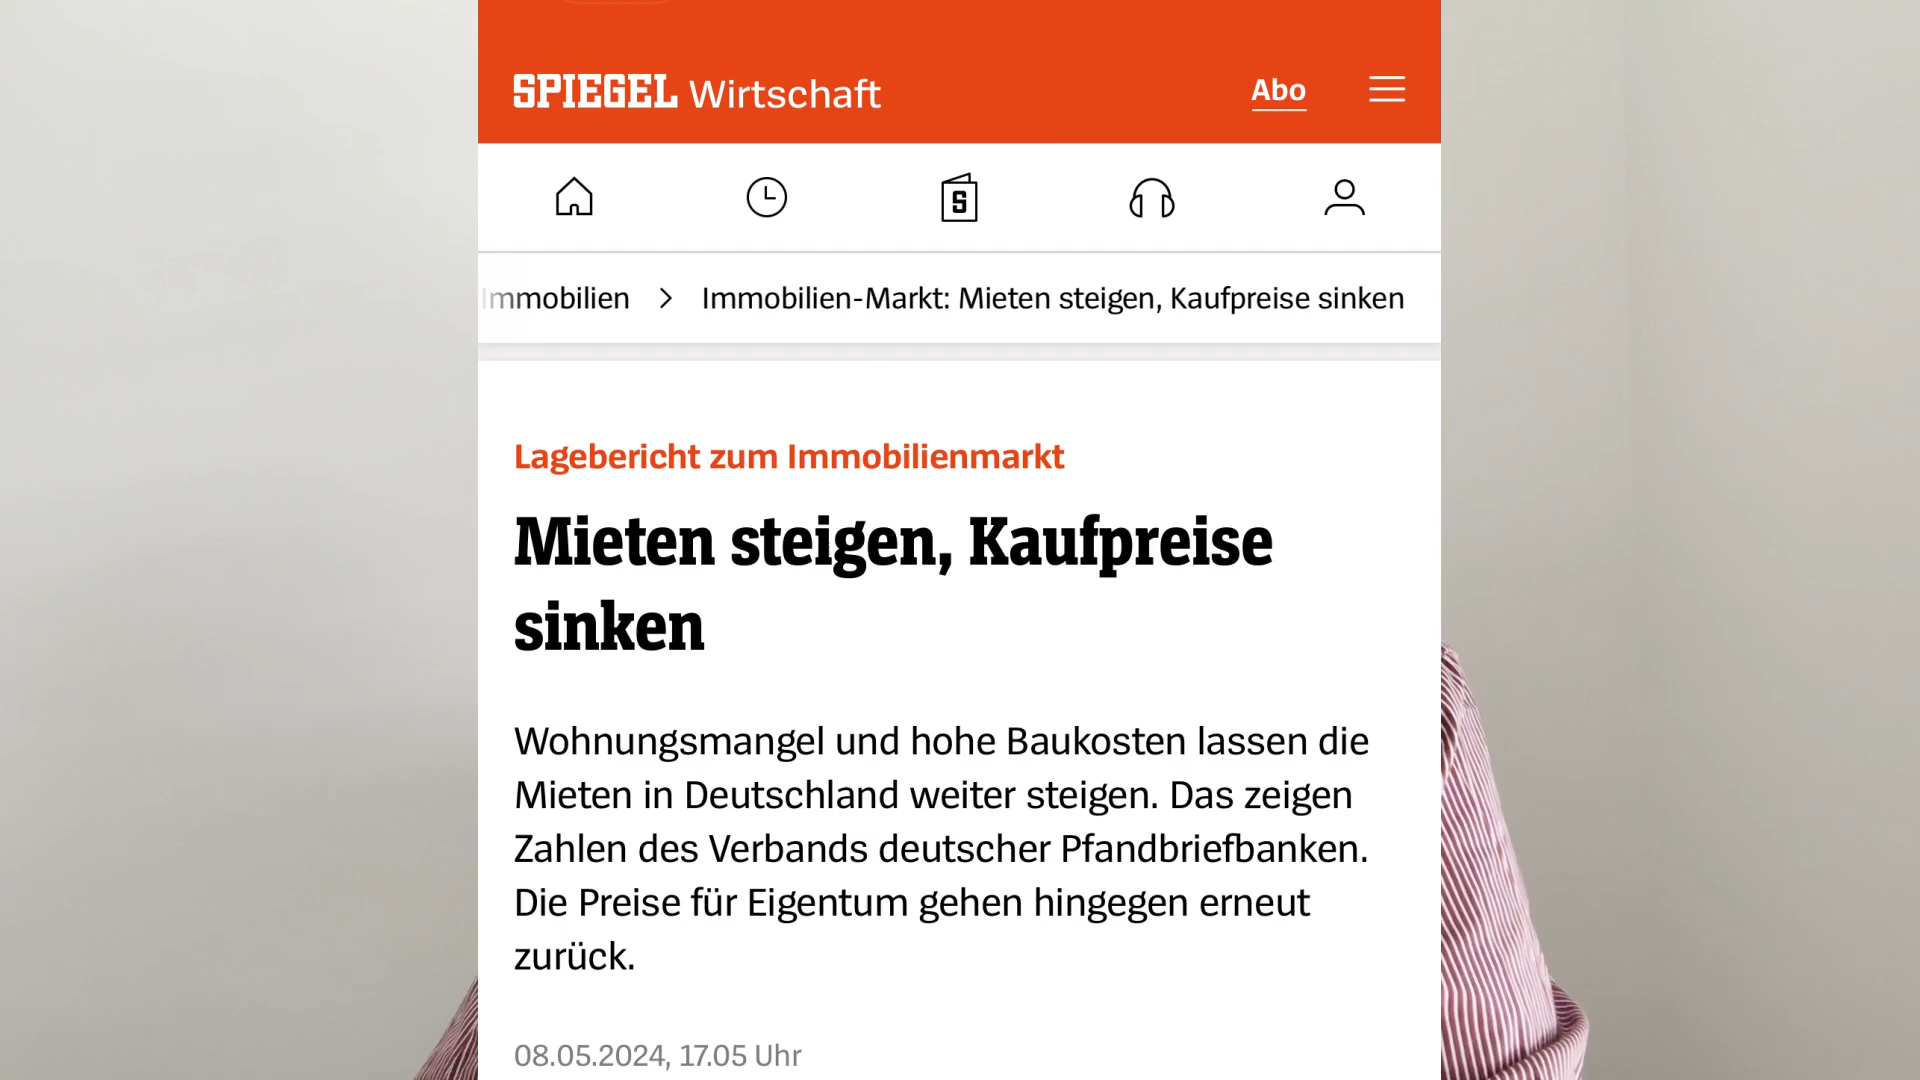 SPIEGEL Wirtschaft
Abo
S
Immobilien > Immobilien-Markt: Mieten steigen, Kaufpreise sinken
Lagebericht zum Immobilienmarkt
Mieten steigen, Kaufpreise
sinken
Wohnungsmangel und hohe Baukosten lassen die
Mieten in Deutschland weiter steigen. Das zeigen
Zahlen des Verbands deutscher Pfandbriefbanken.
Die Preise für Eigentum gehen hingegen erneut
zurück.
08.05.2024, 17.05 Uhr